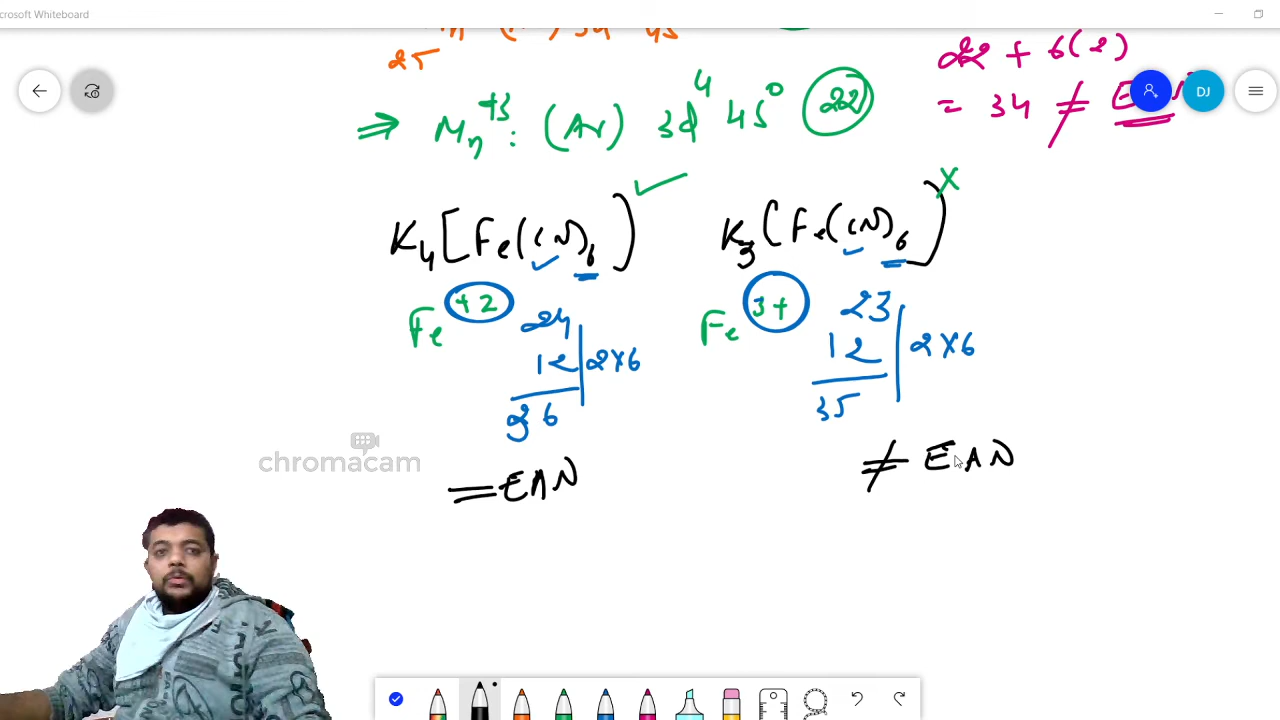 crosoft Whiteboard
25
22 + 6(2)
DJ
⇒ Mn+3 : (Ar) 3d4 4s0 22
= 34 ≠ EAN
K4[Fe(CN)6] ✓ K3(Fe(CN)6) X
Fe+2 Fe3+
24 23
12 2×6 12 2×6
36 35
chromacam
= EAN ≠ EAN